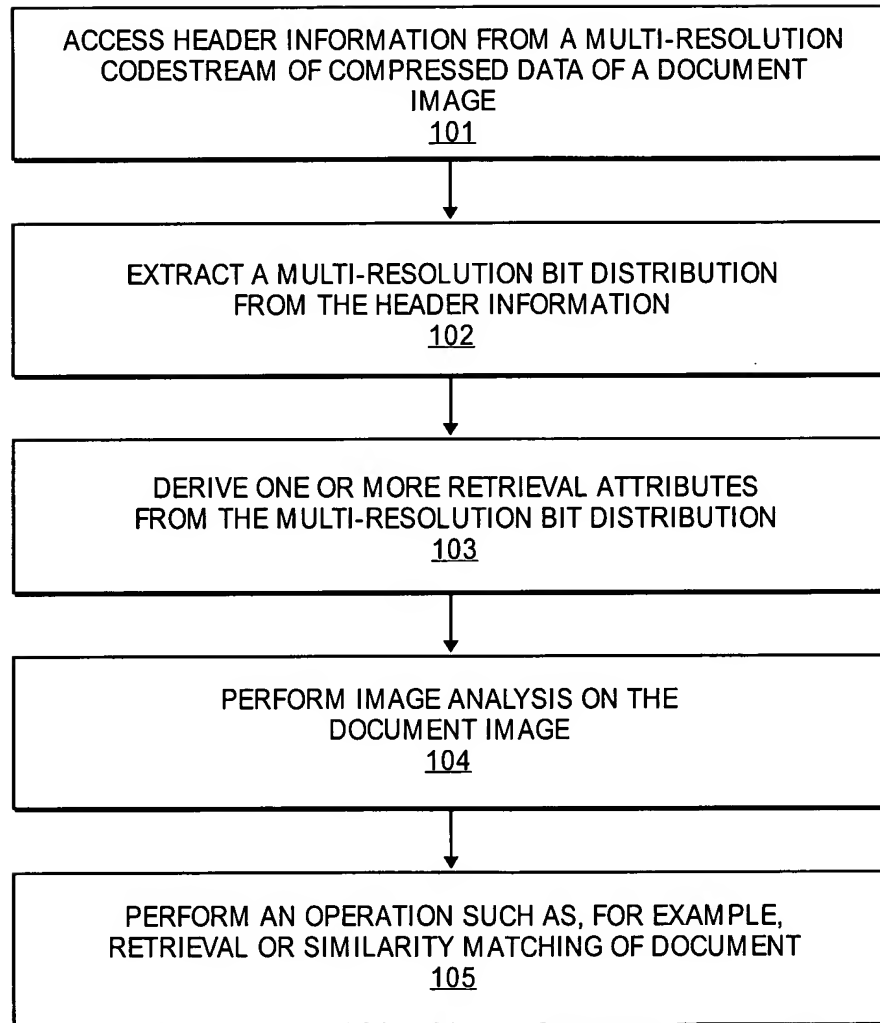 ACCESS HEADER INFORMATION FROM A MULTI-RESOLUTION
CODESTREAM OF COMPRESSED DATA OF A DOCUMENT
IMAGE
101
EXTRACT A MULTI-RESOLUTION BIT DISTRIBUTION
FROM THE HEADER INFORMATION
102
DERIVE ONE OR MORE RETRIEVAL ATTRIBUTES
FROM THE MULTI-RESOLUTION BIT DISTRIBUTION
103
PERFORM IMAGE ANALYSIS ON THE
DOCUMENT IMAGE
104
PERFORM AN OPERATION SUCH AS, FOR EXAMPLE,
RETRIEVAL OR SIMILARITY MATCHING OF DOCUMENT
105